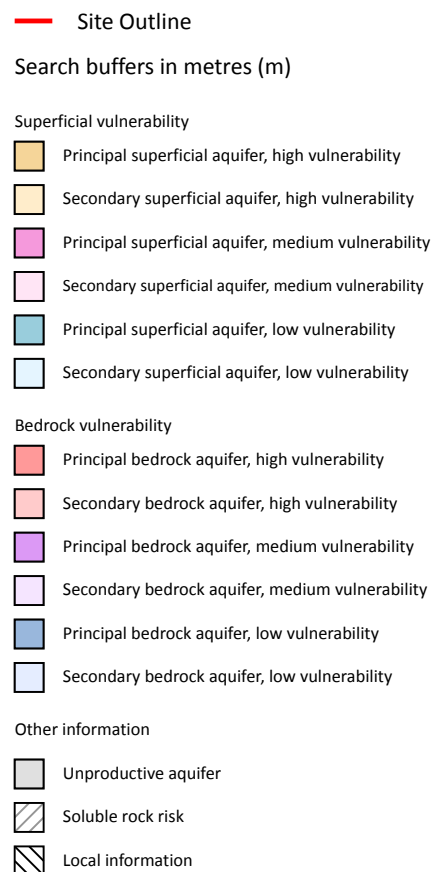 Site Outline
Search buffers in metres (m)
Superficial vulnerability
Principal superficial aquifer, high vulnerability
Secondary superficial aquifer, high vulnerability
Principal superficial aquifer, medium vulnerability
Secondary superficial aquifer, medium vulnerability
Principal superficial aquifer, low vulnerability
Secondary superficial aquifer, low vulnerability
Bedrock vulnerability
Principal bedrock aquifer, high vulnerability
Secondary bedrock aquifer, high vulnerability
Principal bedrock aquifer, medium vulnerability
Secondary bedrock aquifer, medium vulnerability
Principal bedrock aquifer, low vulnerability
Secondary bedrock aquifer, low vulnerability
Other information
Unproductive aquifer
Soluble rock risk
Local information